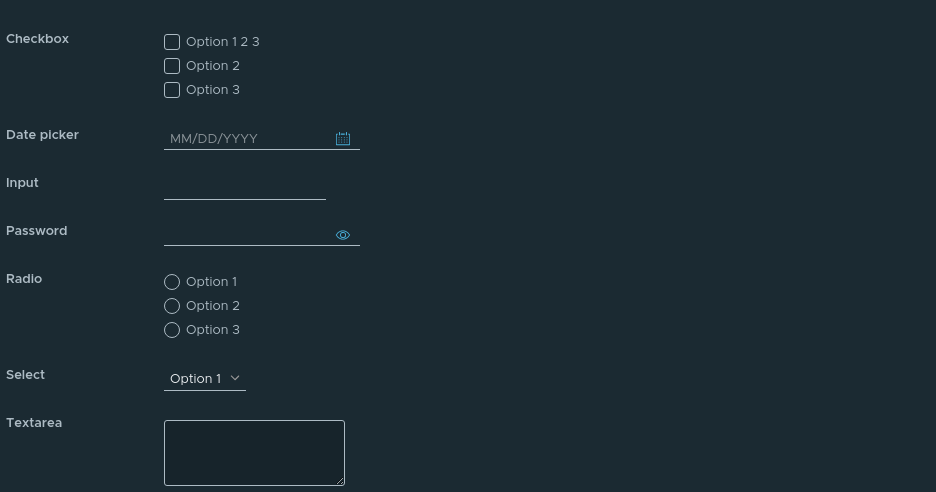 Checkbox
Option 1 2 3
Option 2
Option 3
Date picker
MM/DD/YYYY
Input
Password
Radio
Option 1
Option 2
Option 3
Select
Option 1
Textarea